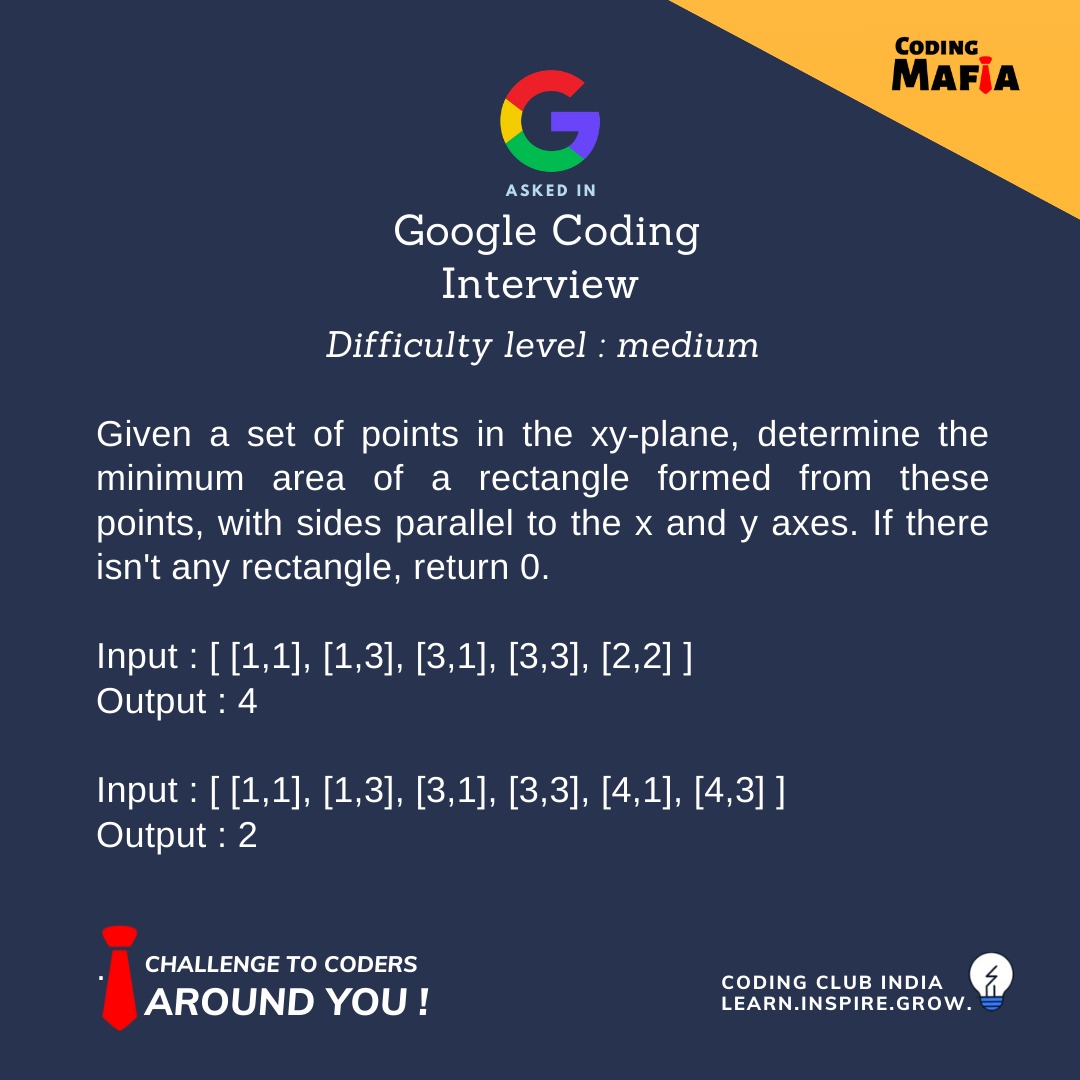 CODING
MAFIA
ASKED IN
Google Coding
Interview
Difficulty level : medium
Given a set of points in the xy-plane, determine the
minimum area of a rectangle formed from these
points, with sides parallel to the x and y axes. If there
isn't any rectangle, return 0.
Input : [ [1,1], [1,3], [3,1], [3,3], [2,2] ]
Output : 4
Input : [ [1,1], [1,3], [3,1], [3,3], [4,1], [4,3] ]
Output : 2
.
CHALLENGE TO CODERS
AROUND YOU !
CODING CLUB INDIA
LEARN.INSPIRE.GROW.